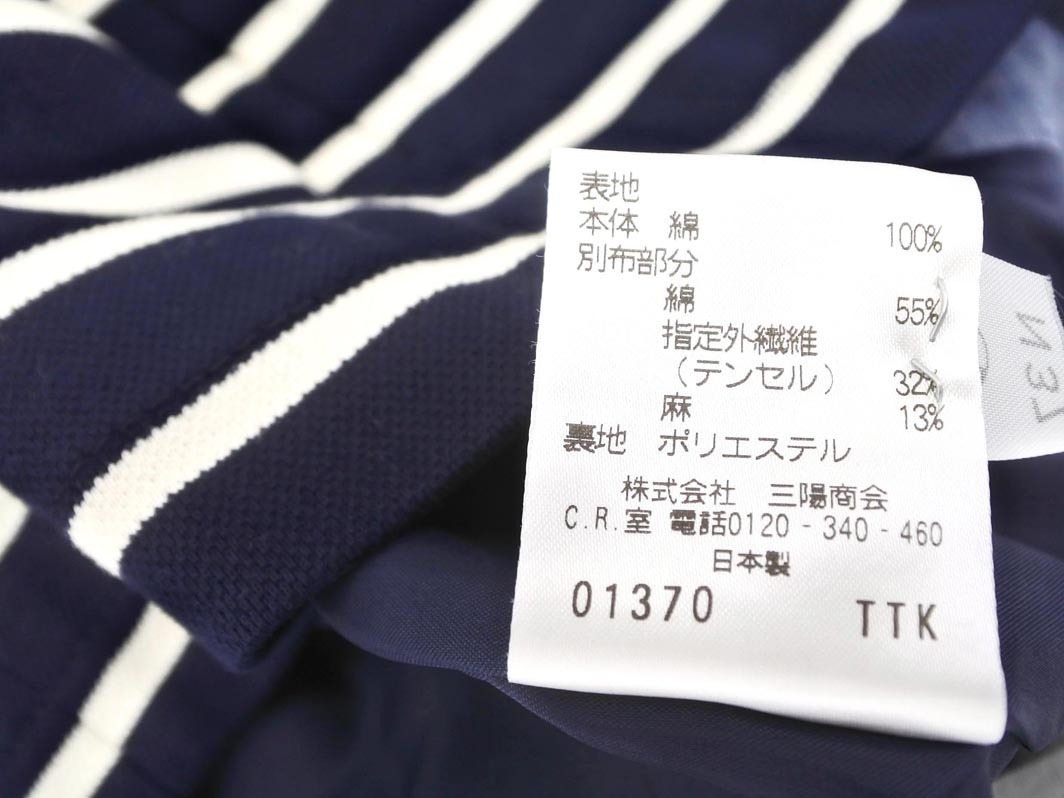 表地
本体 綿 100%
別布部分
綿 55%
指定外繊維
(テンセル) 32%
麻 13%
裏地 ポリエステル
株式会社 三陽商会
C.R.室 電話0120-340-460
日本製
01370 TTK